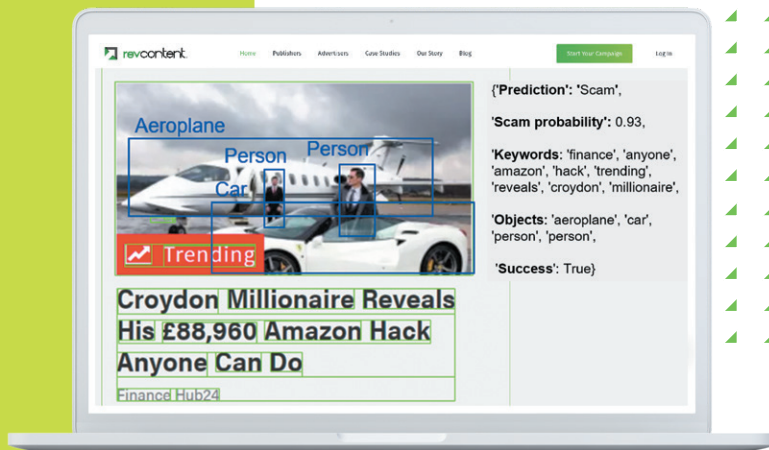 revcontent.
Home Publishers Advertisers Case Studies Our Story Blog
Start Your Campaign
Log In
Aeroplane
Person
Person
Car
Trending
Croydon Millionaire Reveals
His £88,960 Amazon Hack
Anyone Can Do
Finance Hub24
{'Prediction': 'Scam',
'Scam probability': 0.93,
'Keywords: 'finance', 'anyone',
'amazon', 'hack', 'trending',
'reveals', 'croydon', 'millionaire',
'Objects: 'aeroplane', 'car',
'person', 'person',
'Success': True}